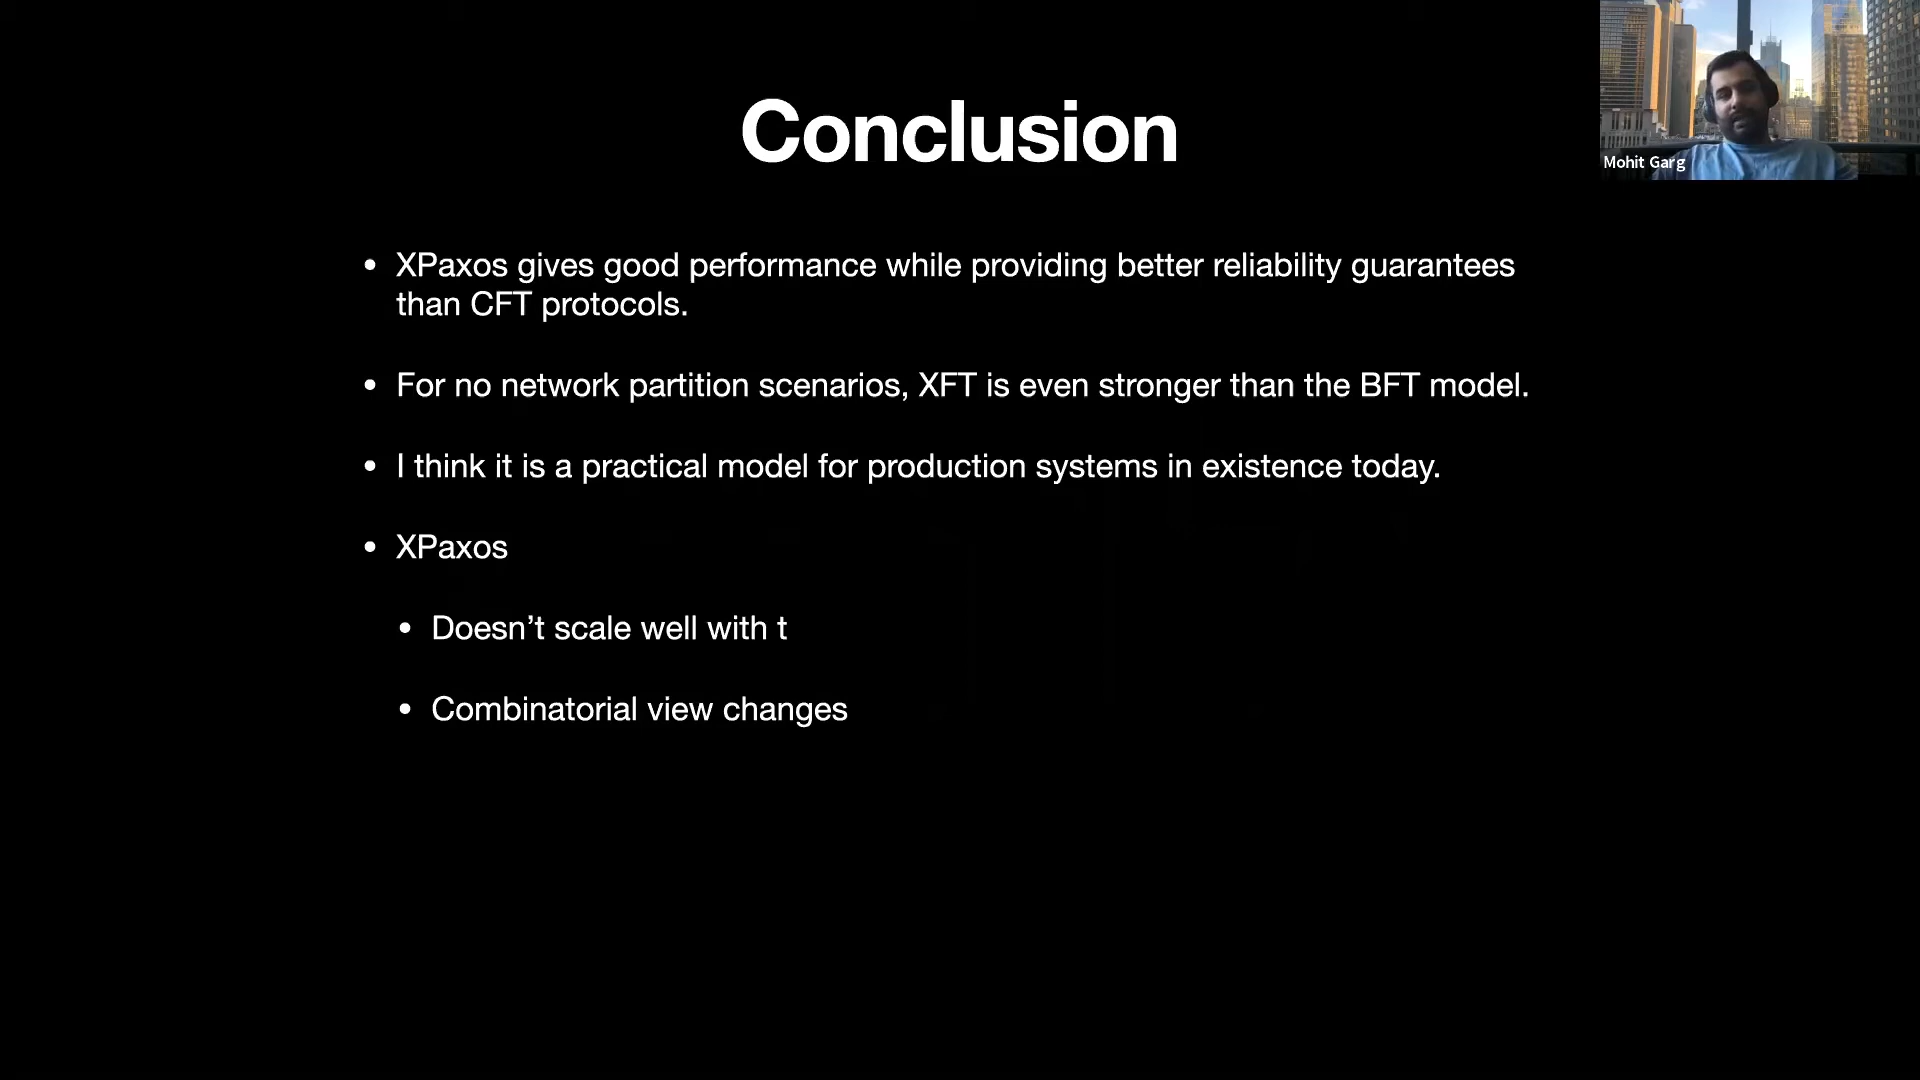 Conclusion
Mohit Garg
• XPaxos gives good performance while providing better reliability guarantees
than CFT protocols.
• For no network partition scenarios, XFT is even stronger than the BFT model.
• I think it is a practical model for production systems in existence today.
• XPaxos
• Doesn’t scale well with t
• Combinatorial view changes